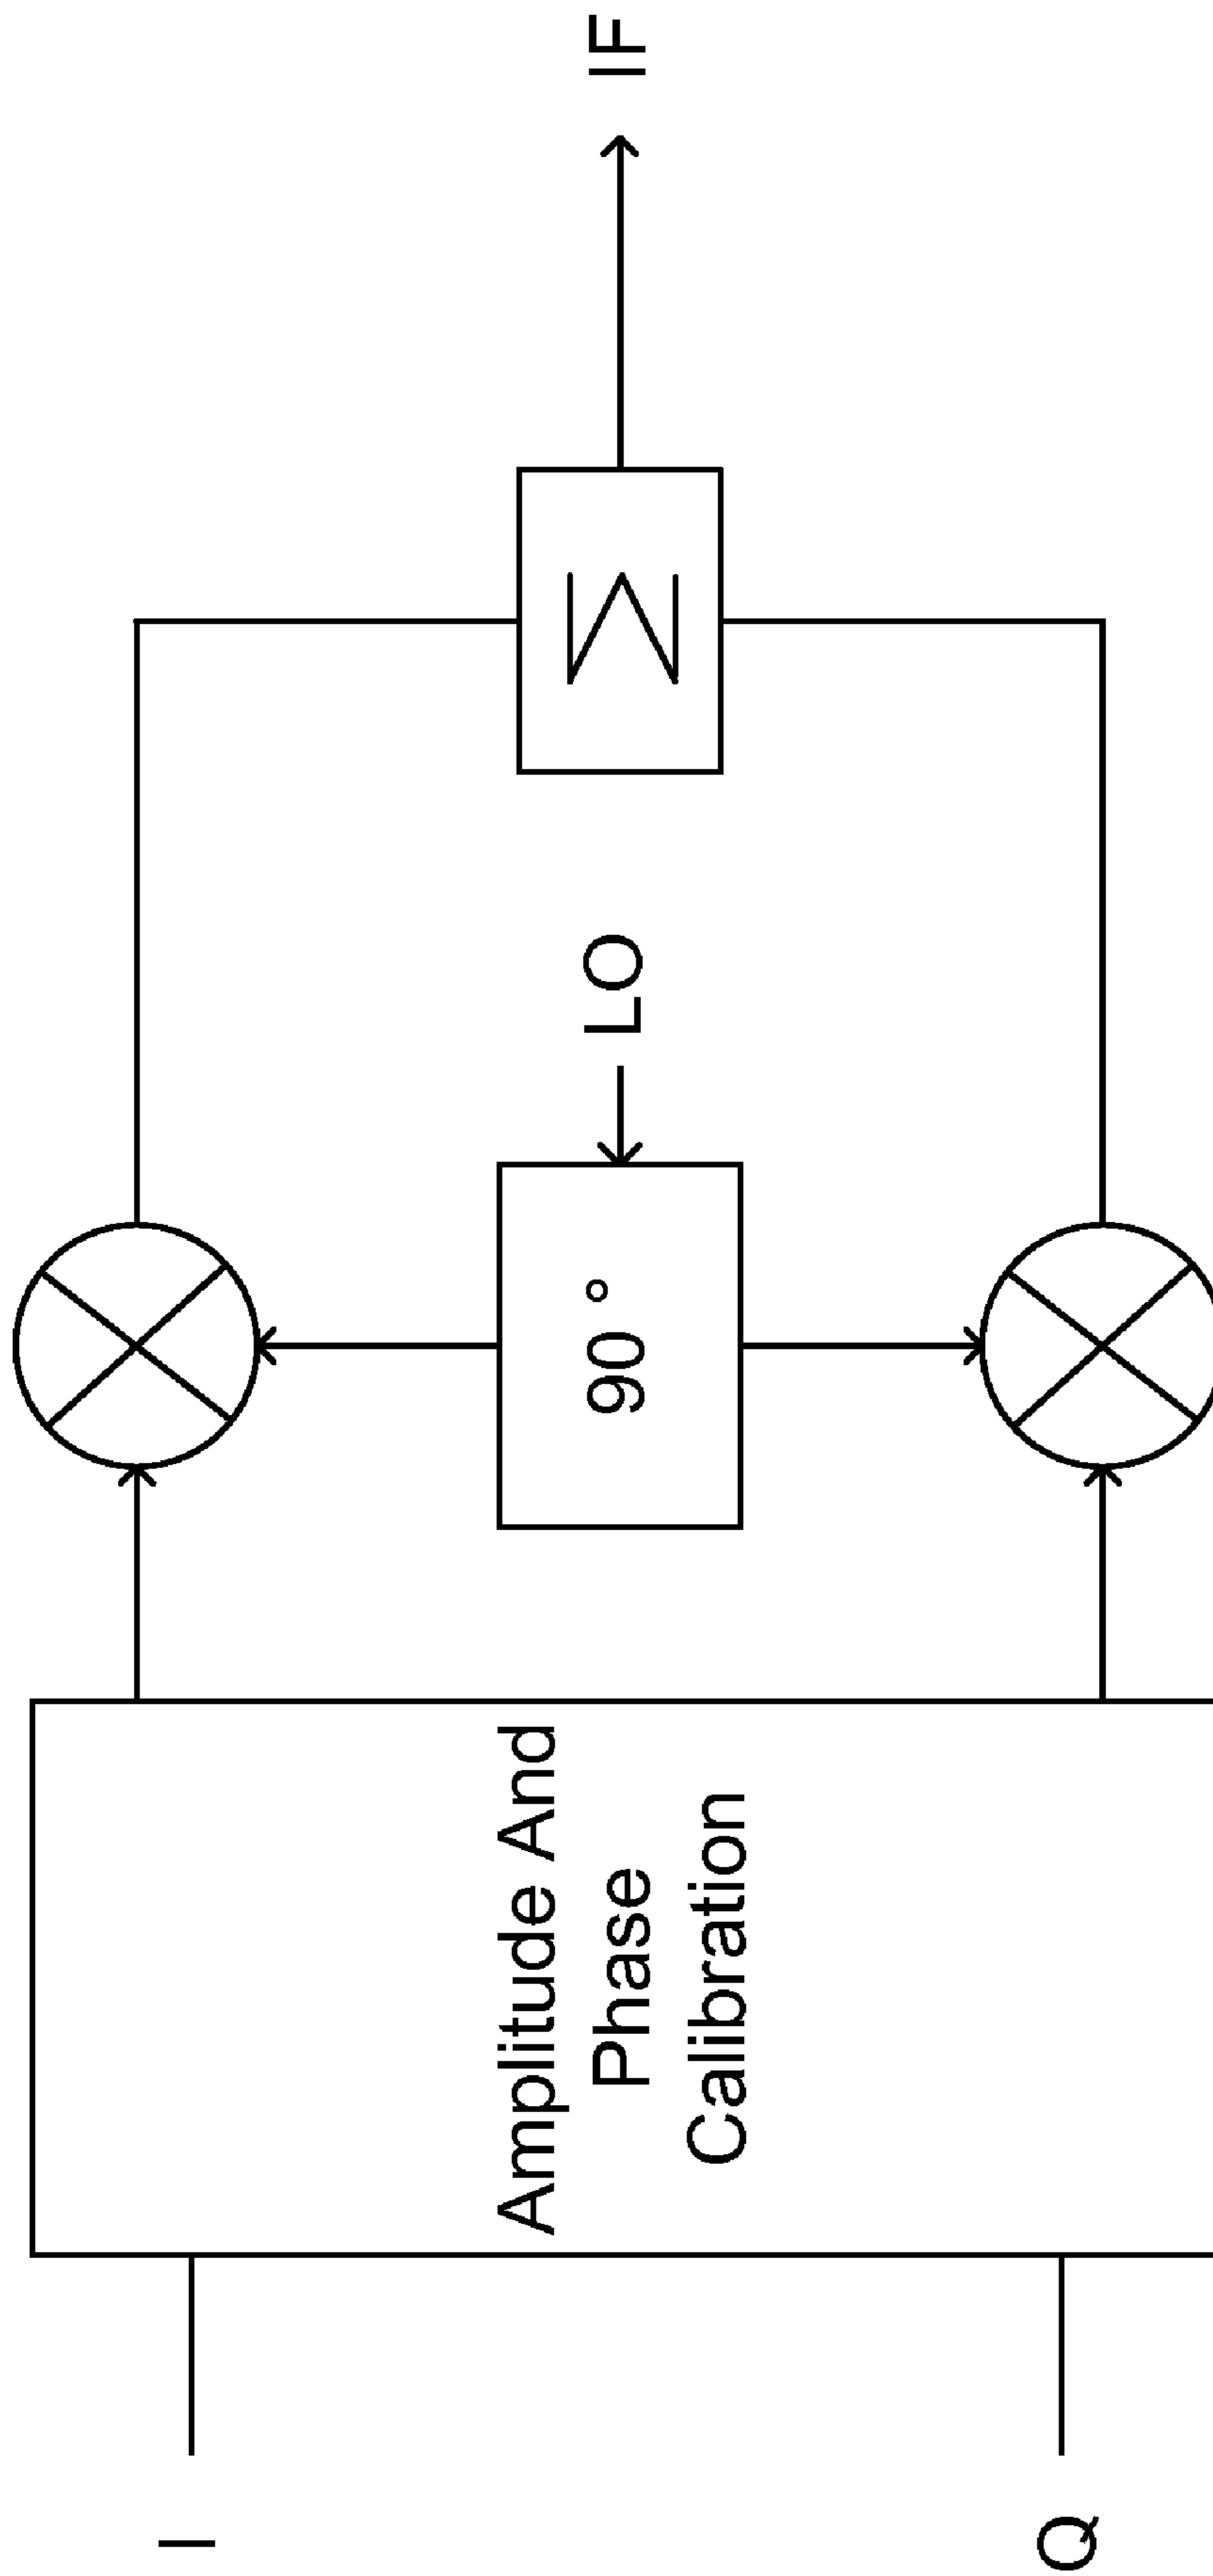 I
Q
Amplitude And
Phase
Calibration
90 °
LO
Σ
IF